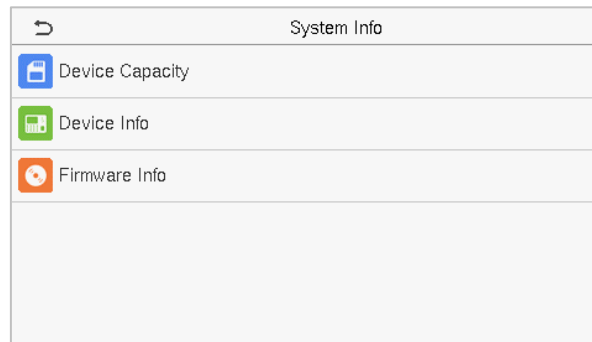 System Info
Device Capacity
Device Info
Firmware Info